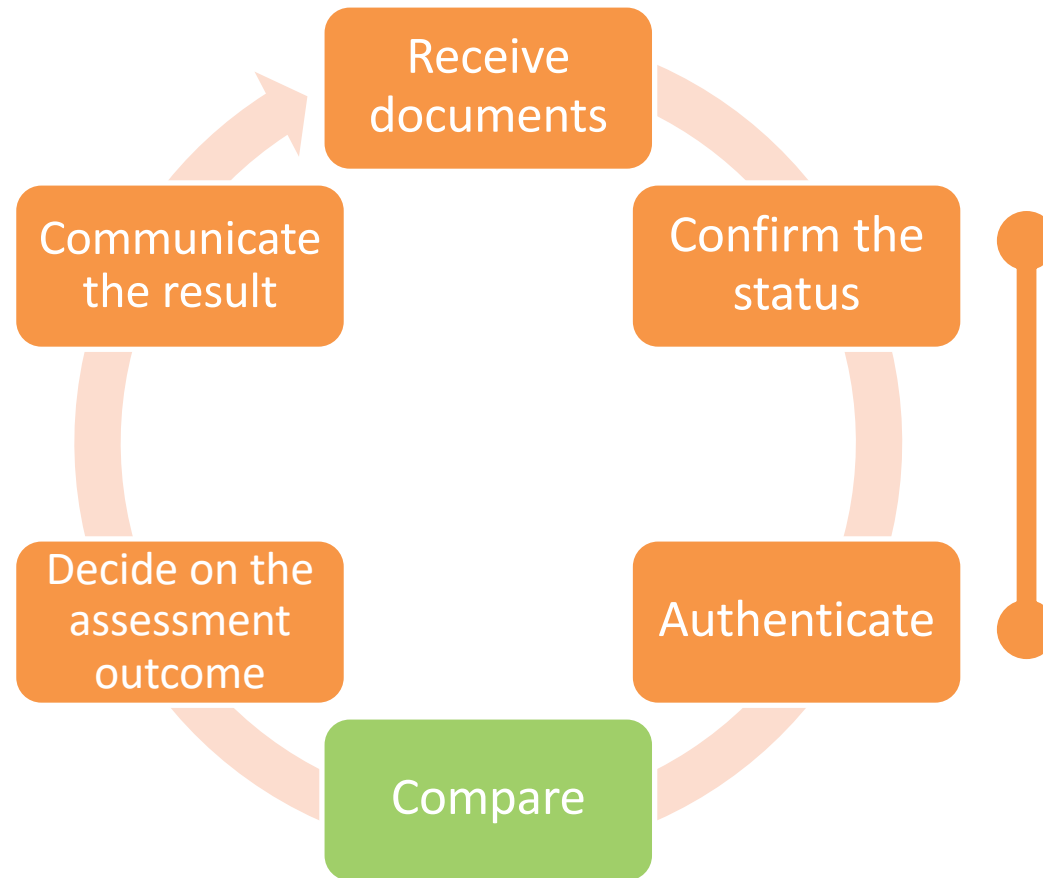 Receive
documents
Confirm the
status
Authenticate
Compare
Decide on the
assessment
outcome
Communicate
the result